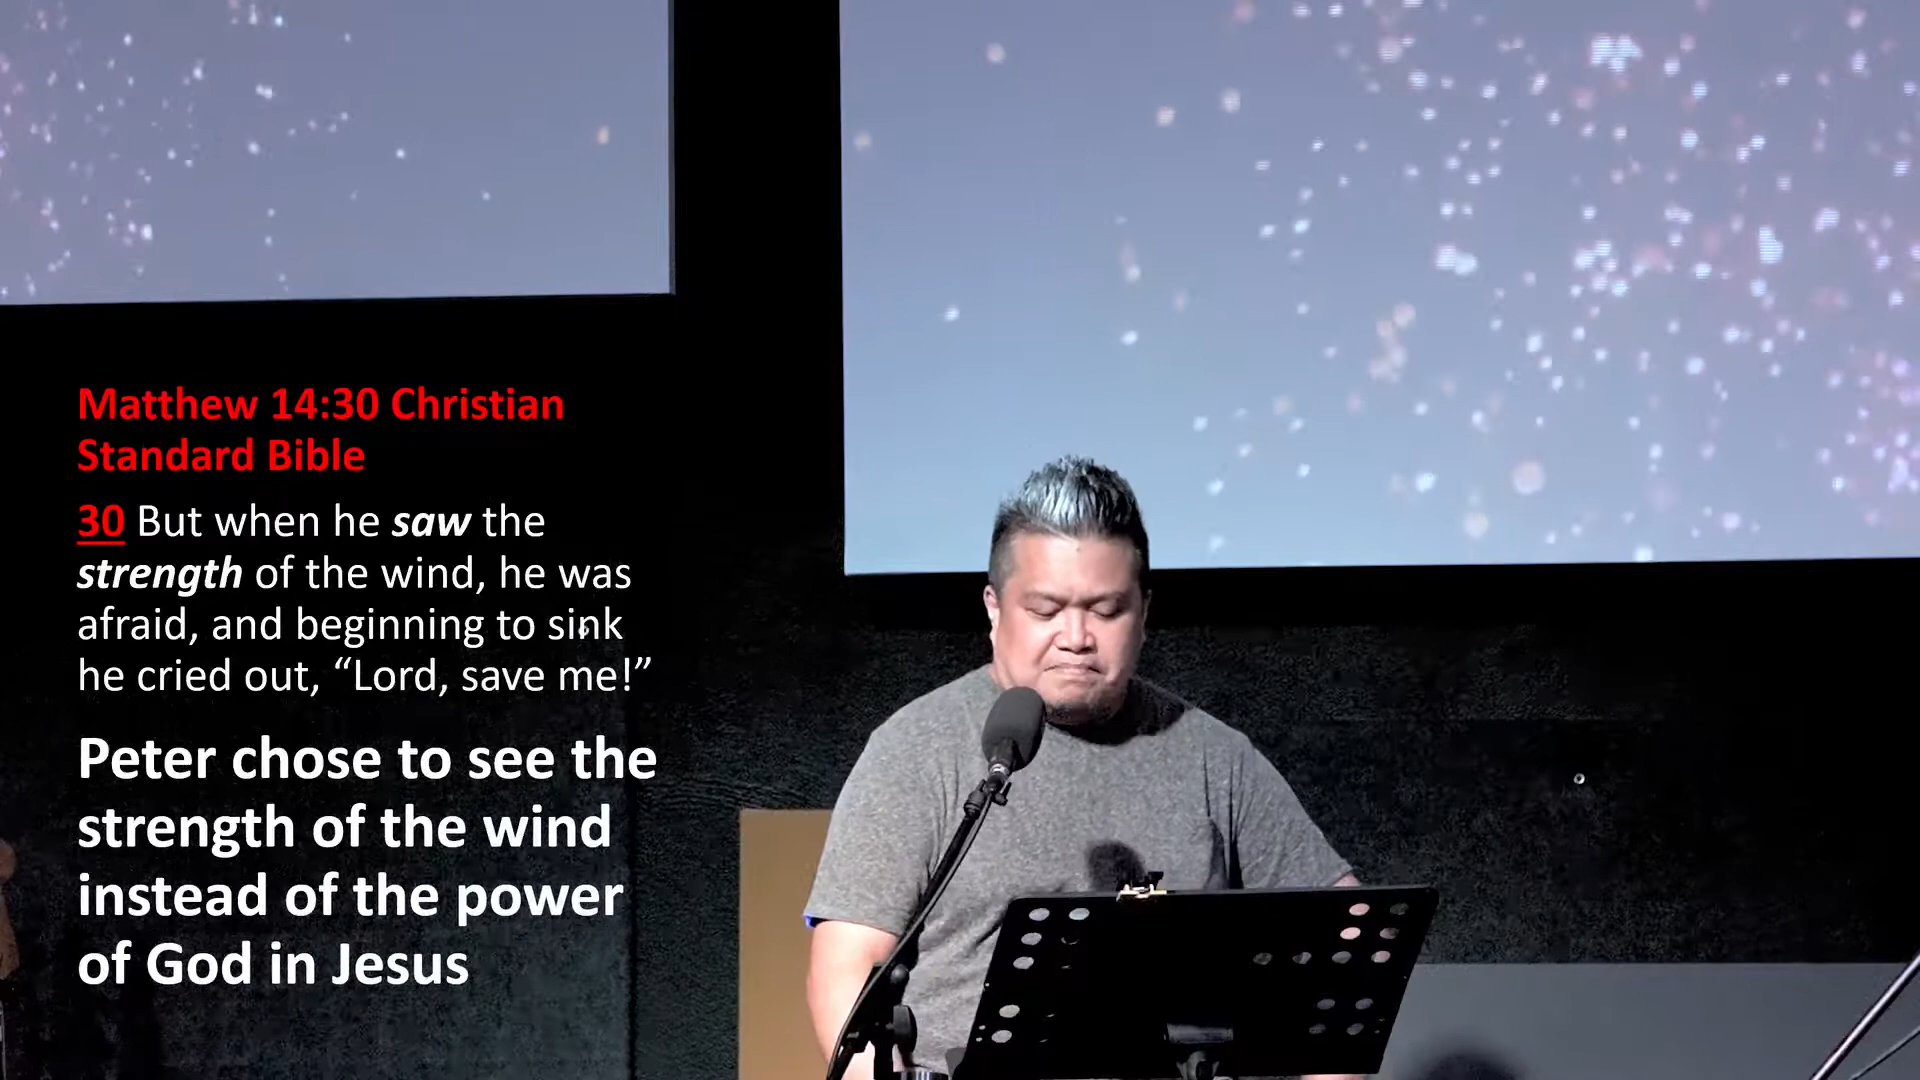 Matthew 14:30 Christian
Standard Bible
30 But when he saw the
strength of the wind, he was
afraid, and beginning to sink
he cried out, “Lord, save me!”
Peter chose to see the
strength of the wind
instead of the power
of God in Jesus